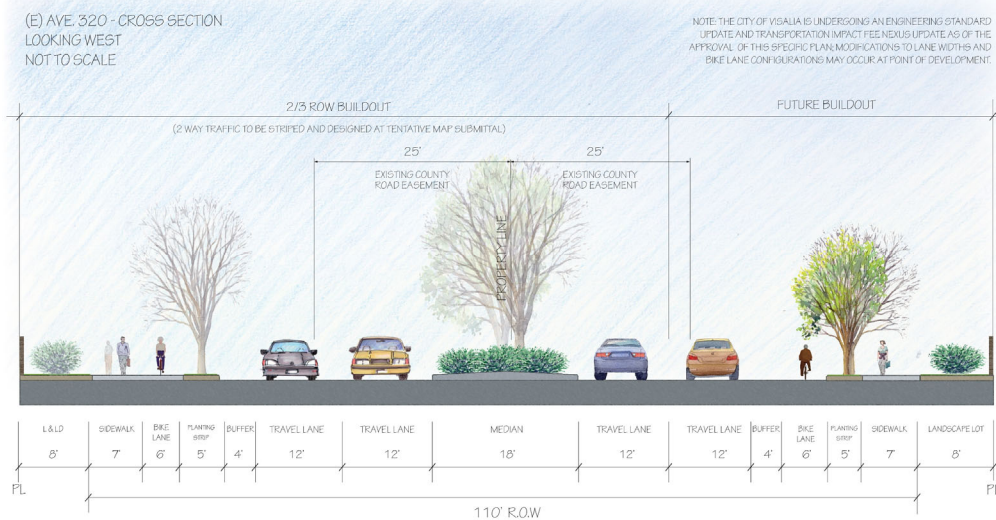 (E) AVE. 320 - CROSS SECTION
LOOKING WEST
NOT TO SCALE
NOTE: THE CITY OF VISALIA IS UNDERGOING AN ENGINEERING STANDARD
UPDATE AND TRANSPORTATION IMPACT FEE NEXUS UPDATE AS OF THE
APPROVAL OF THIS SPECIFIC PLAN; MODIFICATIONS TO LANE WIDTHS AND
BIKE LANE CONFIGURATIONS MAY OCCUR AT POINT OF DEVELOPMENT.
2/3 ROW BUILDOUT
FUTURE BUILDOUT
(2 WAY TRAFFIC TO BE STRIPED AND DESIGNED AT TENTATIVE MAP SUBMITTAL)
25' 25'
EXISTING COUNTY EXISTING COUNTY
ROAD EASEMENT ROAD EASEMENT
PROPERTY LINE
L&LD SIDEWALK BIKE LANE PLANTING STRIP BUFFER TRAVEL LANE TRAVEL LANE MEDIAN TRAVEL LANE TRAVEL LANE BUFFER BIKE LANE PLANTING STRIP SIDEWALK LANDSCAPE LOT
8' 7' 6' 5' 4' 12' 12' 18' 12' 12' 4' 6' 5' 7' 8'
PL
110' R.O.W